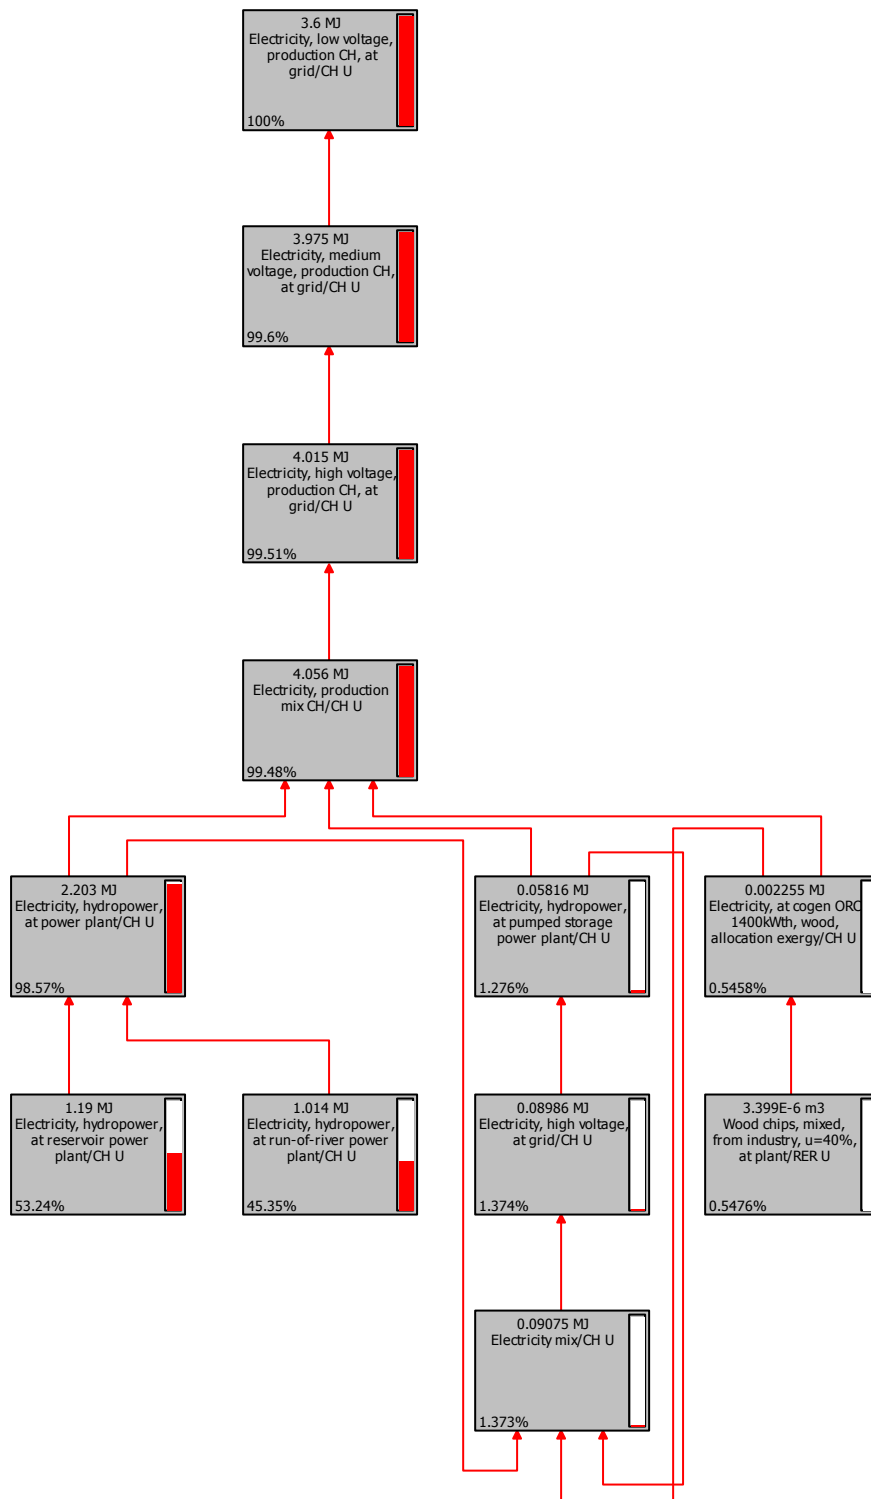 3.6 MJ
Electricity, low voltage,
production CH, at
grid/CH U
100%
3.975 MJ
Electricity, medium
voltage, production CH,
at grid/CH U
99.6%
4.015 MJ
Electricity, high voltage,
production CH, at
grid/CH U
99.51%
4.056 MJ
Electricity, production
mix CH/CH U
99.48%
2.203 MJ
Electricity, hydropower,
at power plant/CH U
98.57%
0.05816 MJ
Electricity, hydropower,
at pumped storage
power plant/CH U
1.276%
0.002255 MJ
Electricity, at cogen ORC
1400kWth, wood,
allocation exergy/CH U
0.5458%
1.19 MJ
Electricity, hydropower,
at reservoir power
plant/CH U
53.24%
1.014 MJ
Electricity, hydropower,
at run-of-river power
plant/CH U
45.35%
0.08986 MJ
Electricity, high voltage,
at grid/CH U
1.374%
3.399E-6 m3
Wood chips, mixed,
from industry, u=40%,
at plant/RER U
0.5476%
0.09075 MJ
Electricity mix/CH U
1.373%